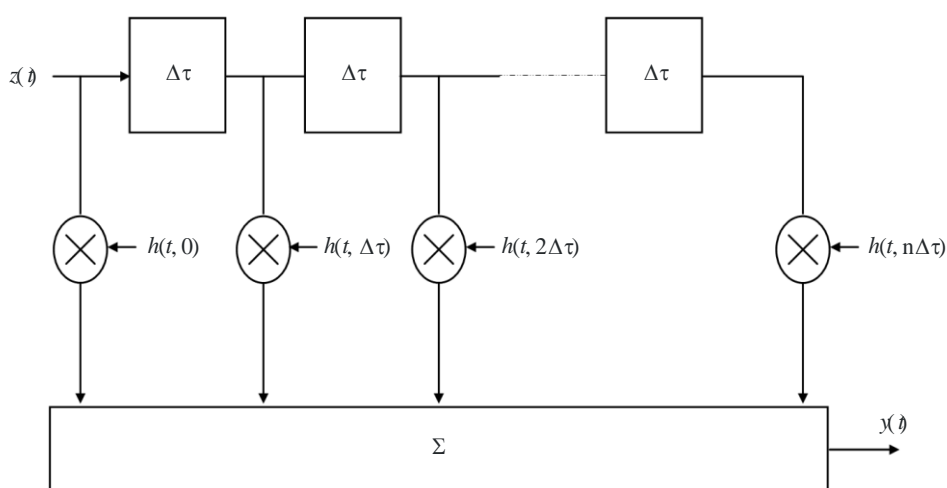 z(t)
Δτ
Δτ
Δτ
h(t, 0)
h(t, Δτ)
h(t, 2Δτ)
h(t, nΔτ)
y(t)
Σ